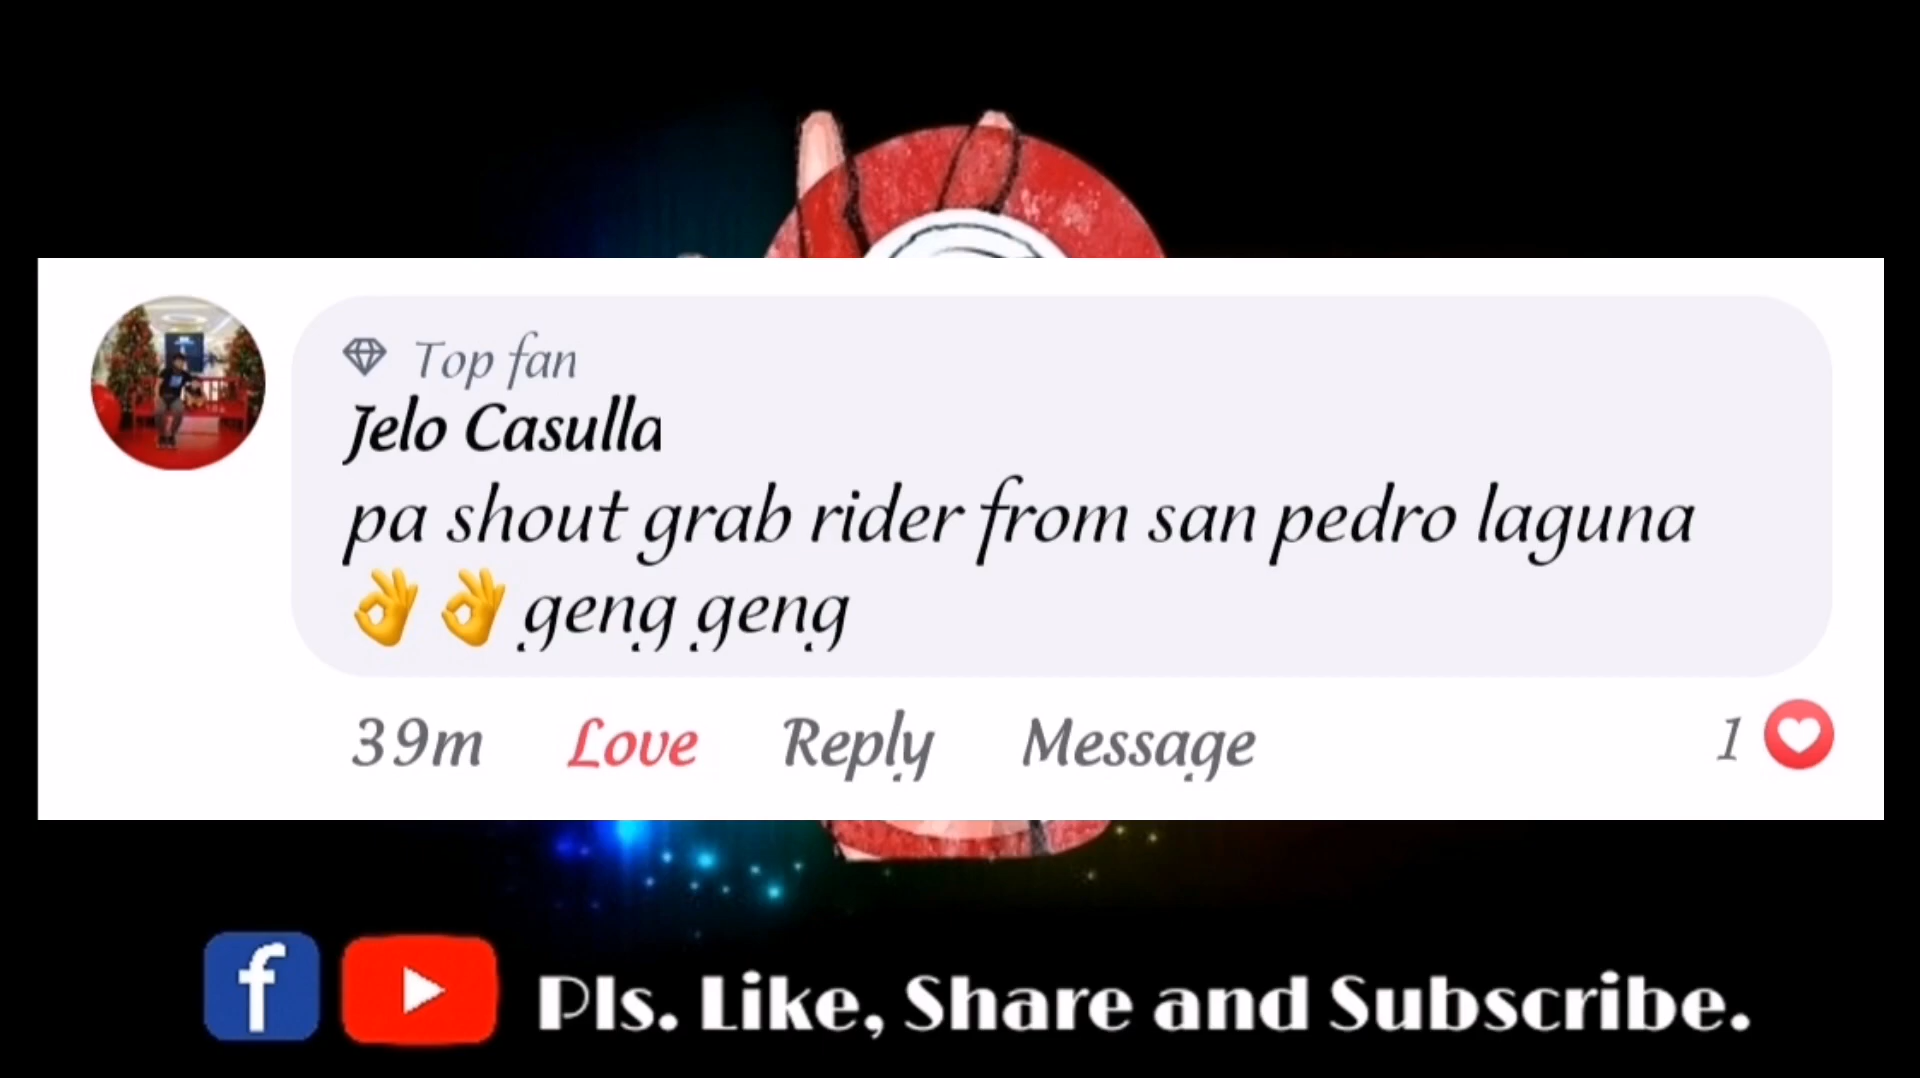 Top fan
Jelo Casulla
pa shout grab rider from san pedro laguna
👌👌geng geng
39m Love Reply Message 1
f Pls. Like, Share and Subscribe.